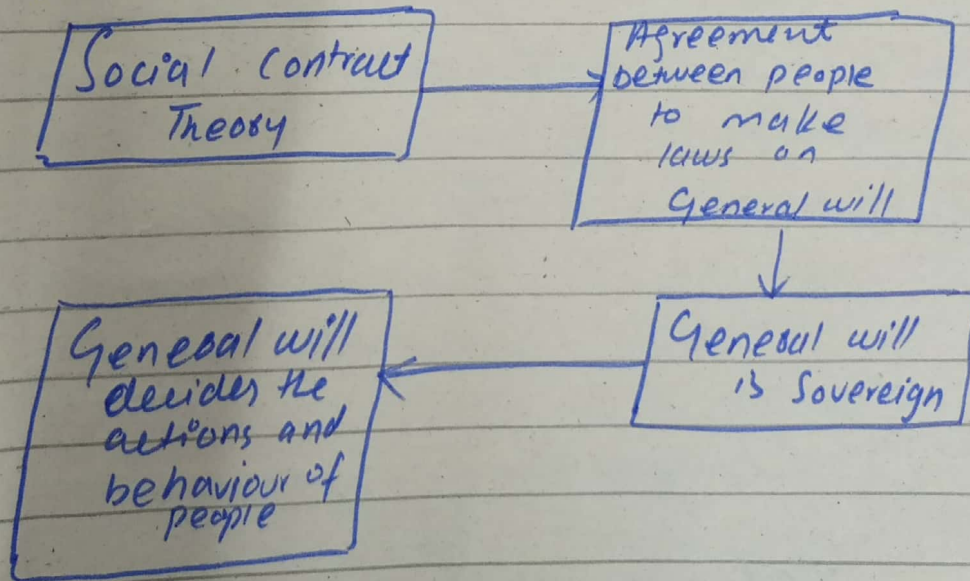 Social Contract
Theory
Agreement
between people
to make
laws on
General will
General will
is Sovereign
General will
decides the
actions and
behaviour of
people